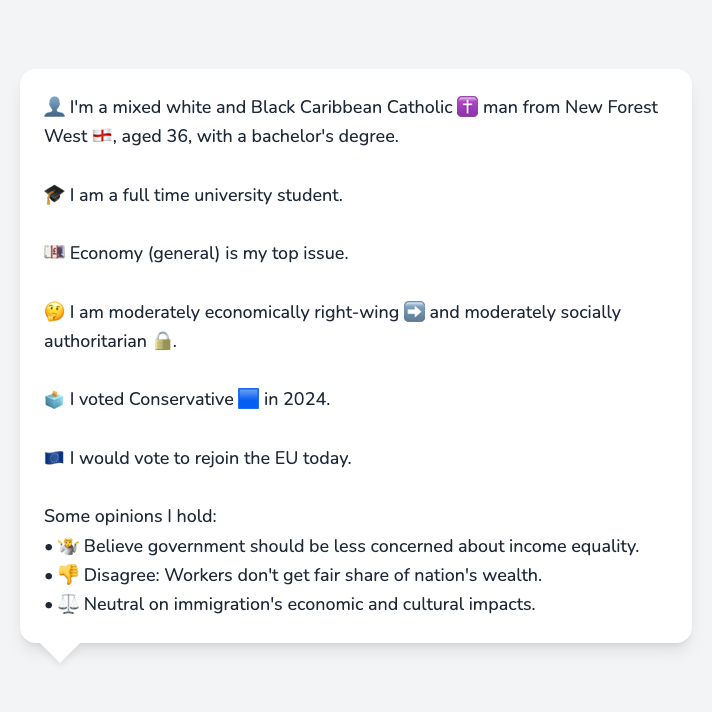 👤 I'm a mixed white and Black Caribbean Catholic ✝️ man from New Forest
West 🏴󠁧󠁢󠁥󠁮󠁧󠁿, aged 36, with a bachelor's degree.
🎓 I am a full time university student.
💷 Economy (general) is my top issue.
🤔 I am moderately economically right-wing ➡️ and moderately socially
authoritarian 🔒.
🗳️ I voted Conservative 🟦 in 2024.
🇪🇺 I would vote to rejoin the EU today.
Some opinions I hold:
• 🤷 Believe government should be less concerned about income equality.
• 👎 Disagree: Workers don't get fair share of nation's wealth.
• ⚖️ Neutral on immigration's economic and cultural impacts.